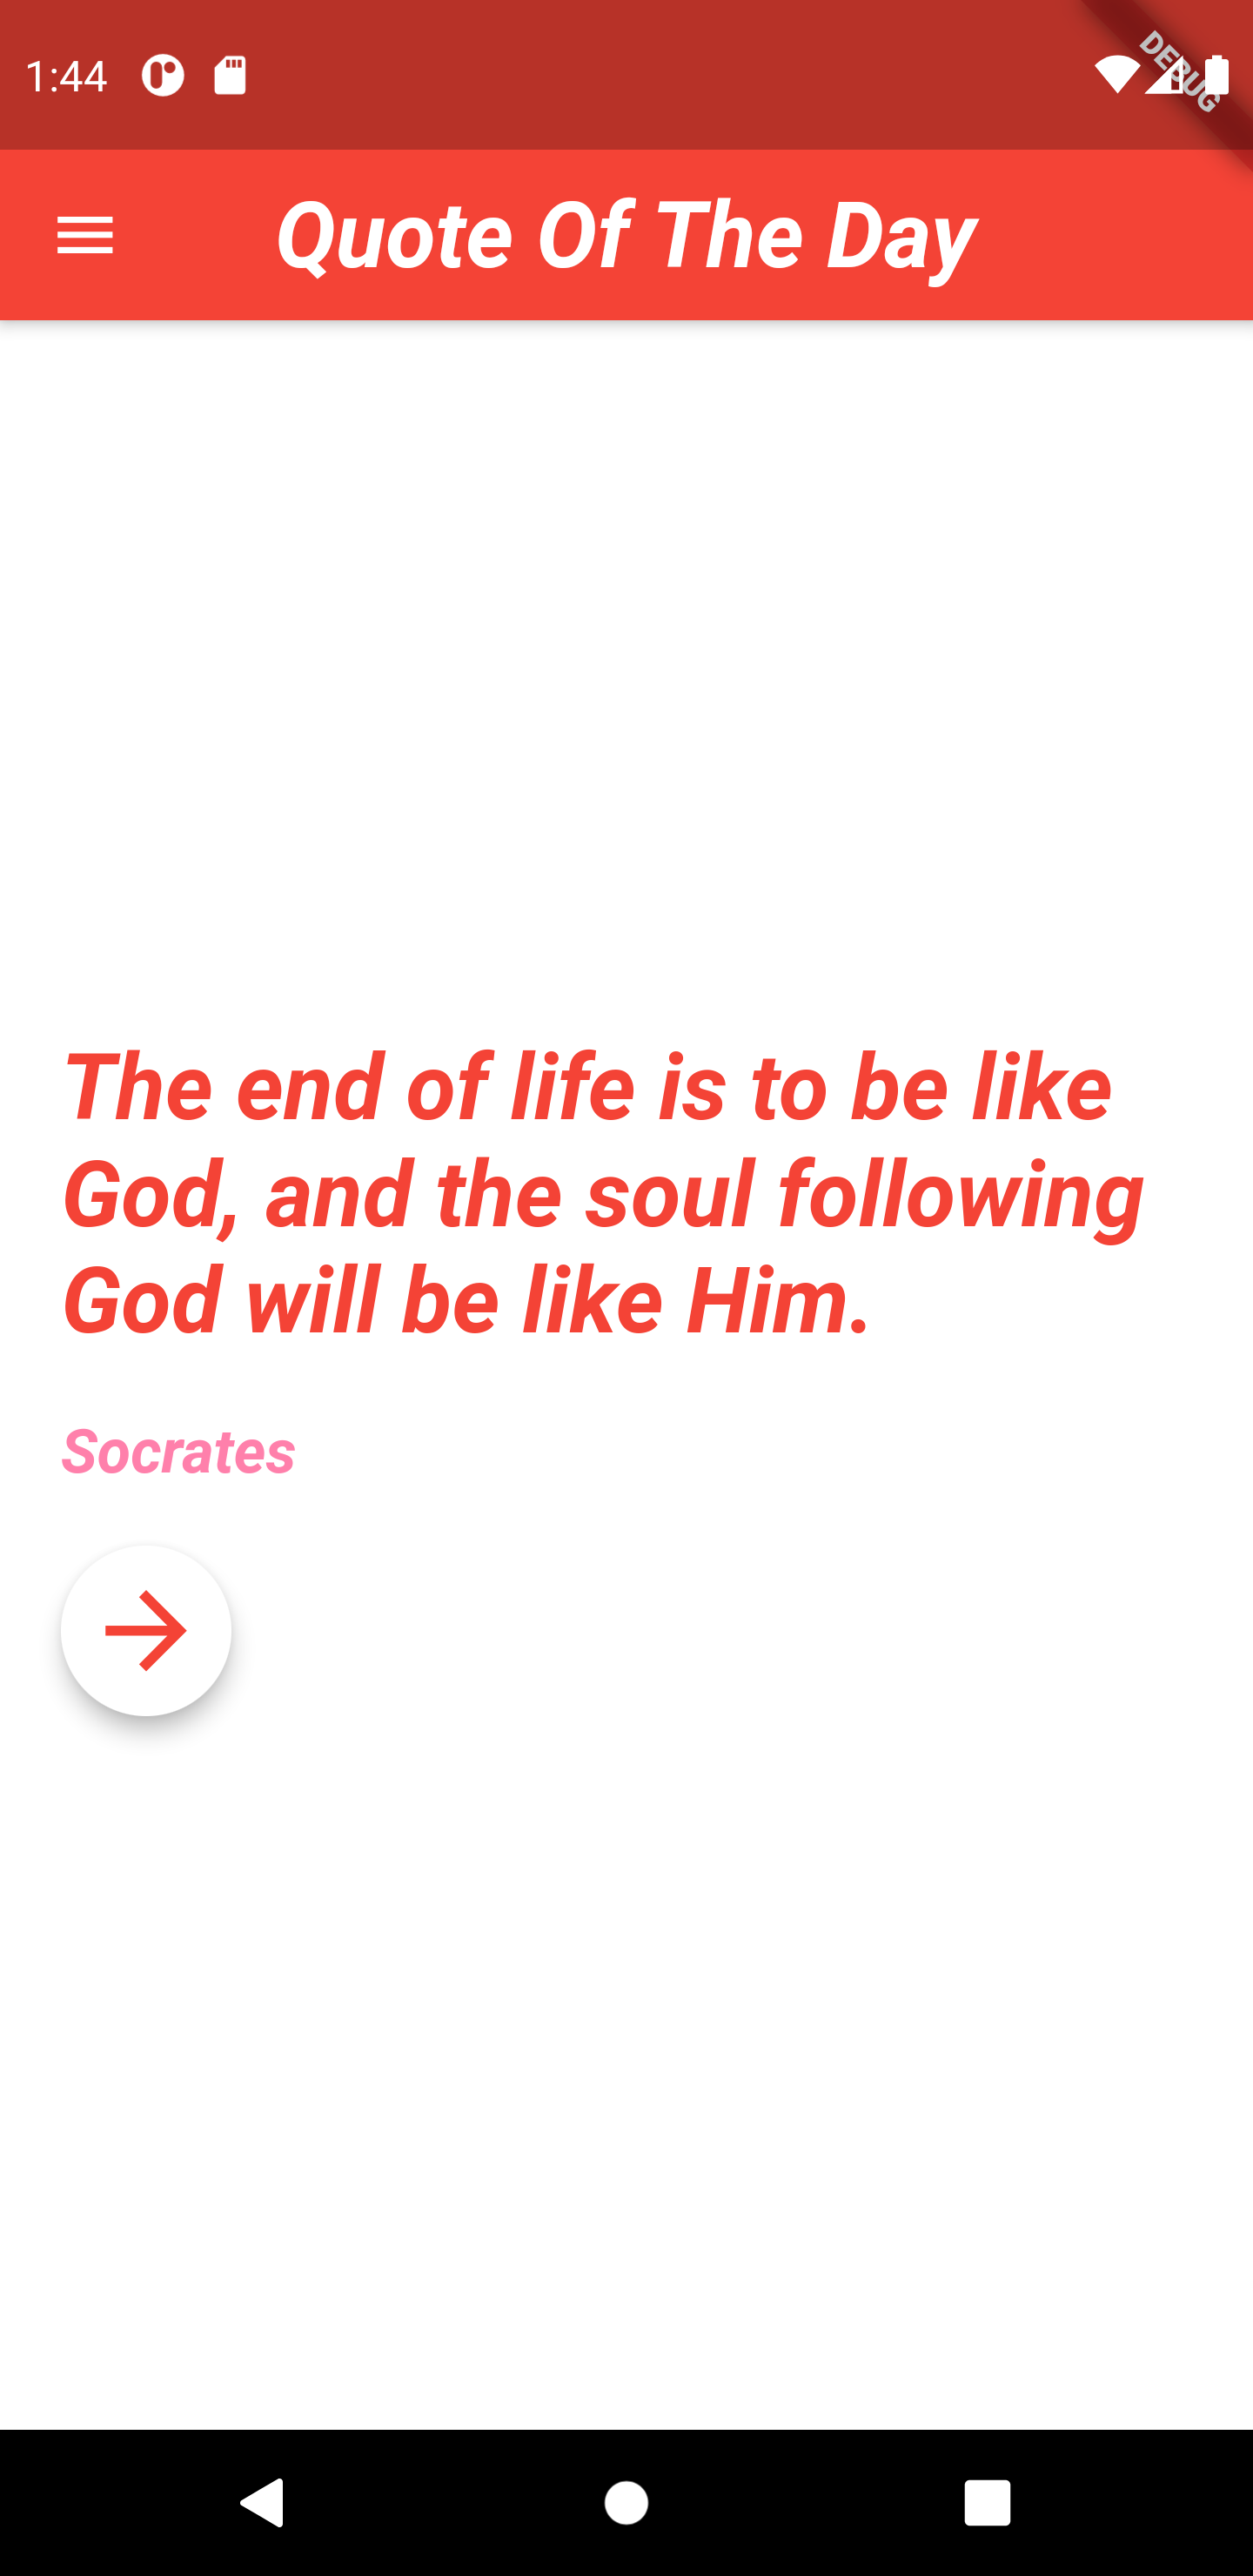 1:44
DEBUG
Quote Of The Day
The end of life is to be like
God, and the soul following
God will be like Him.
Socrates